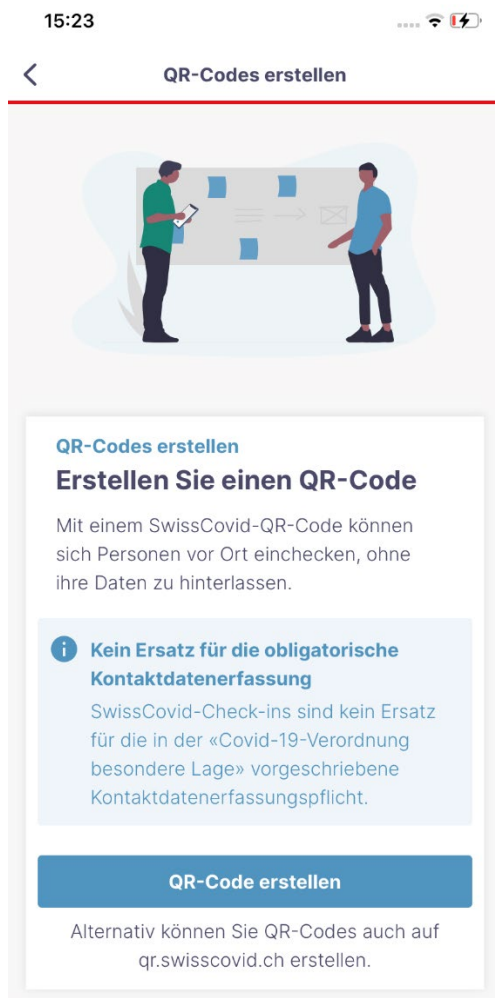 15:23
QR-Codes erstellen
QR-Codes erstellen
Erstellen Sie einen QR-Code
Mit einem SwissCovid-QR-Code können
sich Personen vor Ort einchecken, ohne
ihre Daten zu hinterlassen.
Kein Ersatz für die obligatorische
Kontaktdatenerfassung
SwissCovid-Check-ins sind kein Ersatz
für die in der «Covid-19-Verordnung
besondere Lage» vorgeschriebene
Kontaktdatenerfassungspflicht.
QR-Code erstellen
Alternativ können Sie QR-Codes auch auf
qr.swisscovid.ch erstellen.